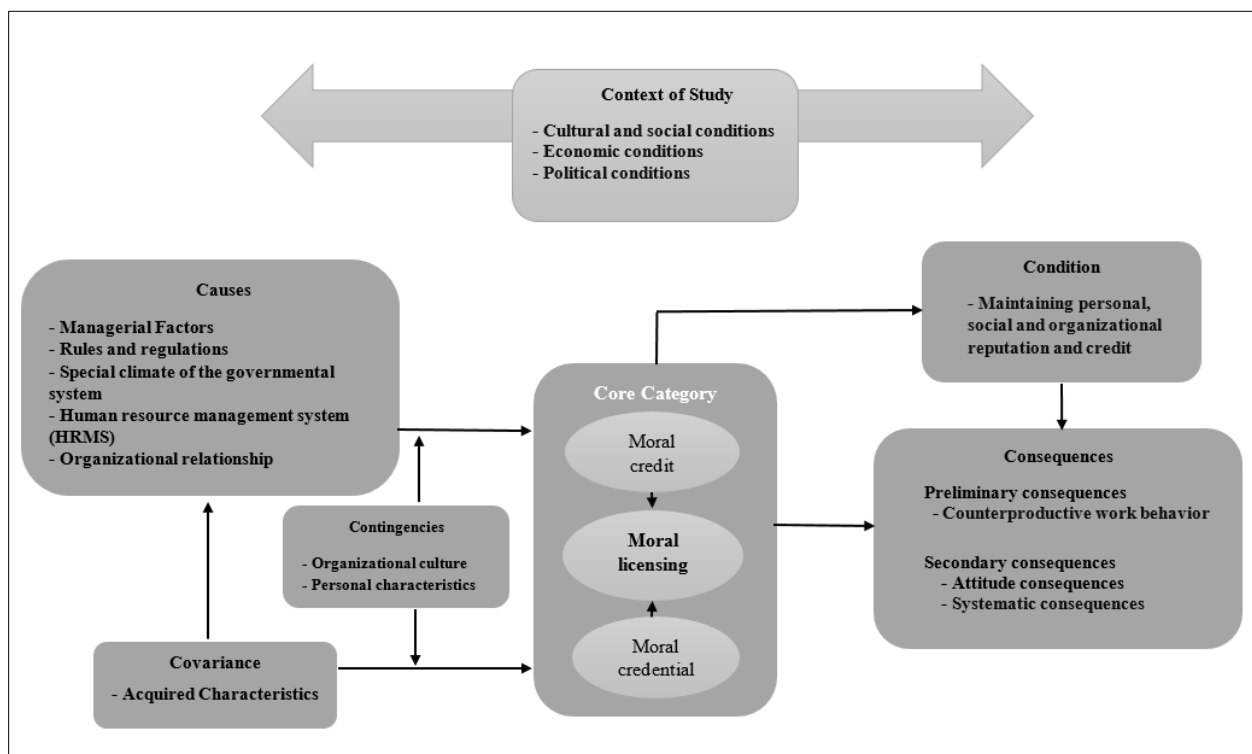 Context of Study
- Cultural and social conditions
- Economic conditions
- Political conditions
Causes
- Managerial Factors
- Rules and regulations
- Special climate of the governmental
system
- Human resource management system
(HRMS)
- Organizational relationship
Contingencies
- Organizational culture
- Personal characteristics
Covariance
- Acquired Characteristics
Core Category
Moral
credit
Moral
licensing
Moral
credential
Condition
- Maintaining personal,
social and organizational
reputation and credit
Consequences
Preliminary consequences
- Counterproductive work behavior
Secondary consequences
- Attitude consequences
- Systematic consequences